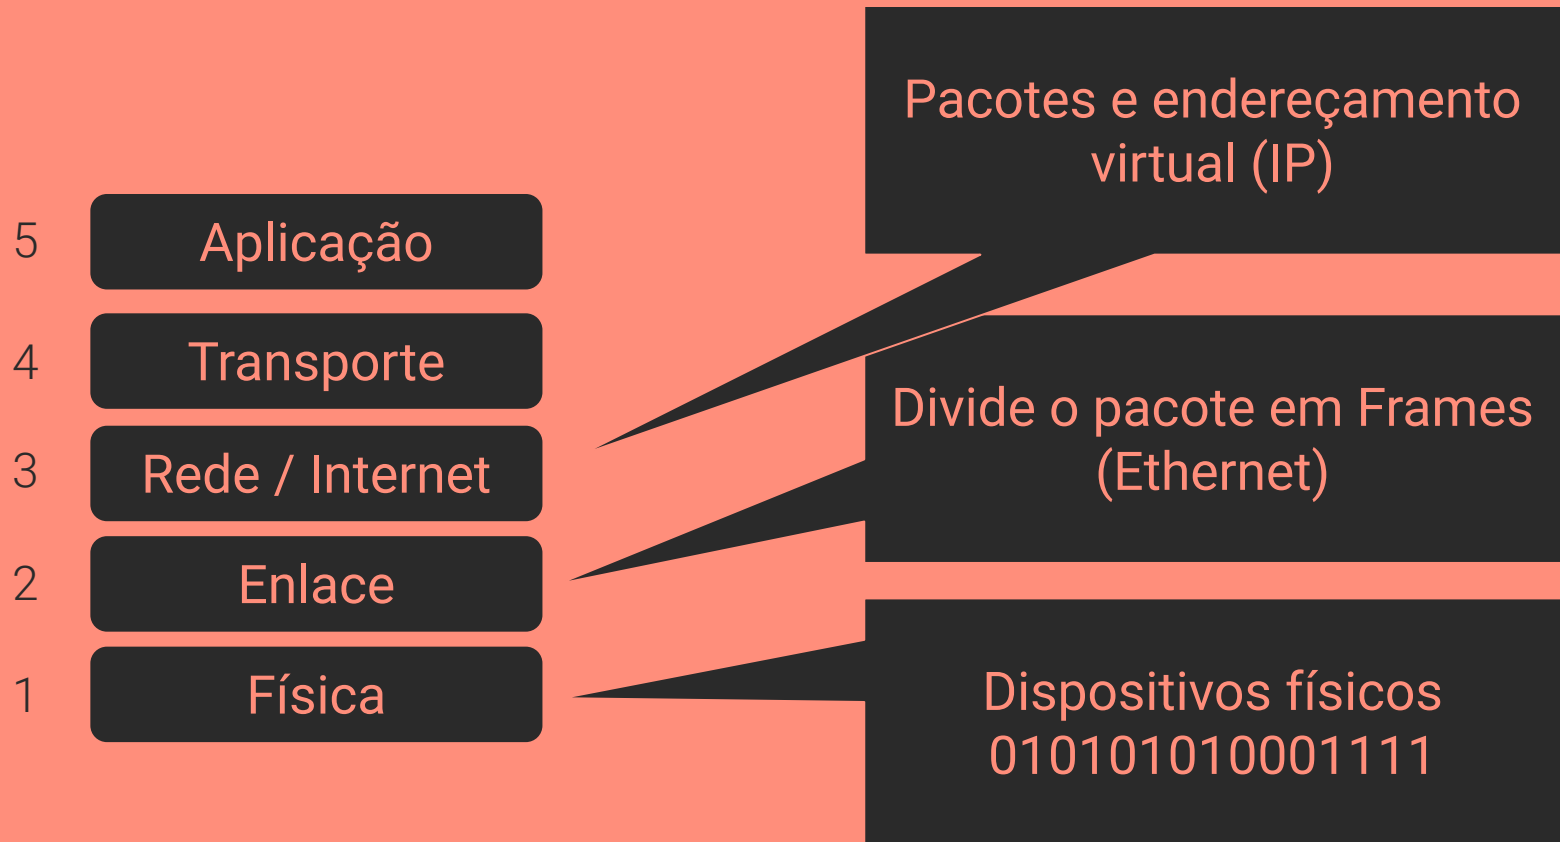 5 Aplicação
4 Transporte
3 Rede / Internet
2 Enlace
1 Física
Pacotes e endereçamento
virtual (IP)
Divide o pacote em Frames
(Ethernet)
Dispositivos físicos
010101010001111